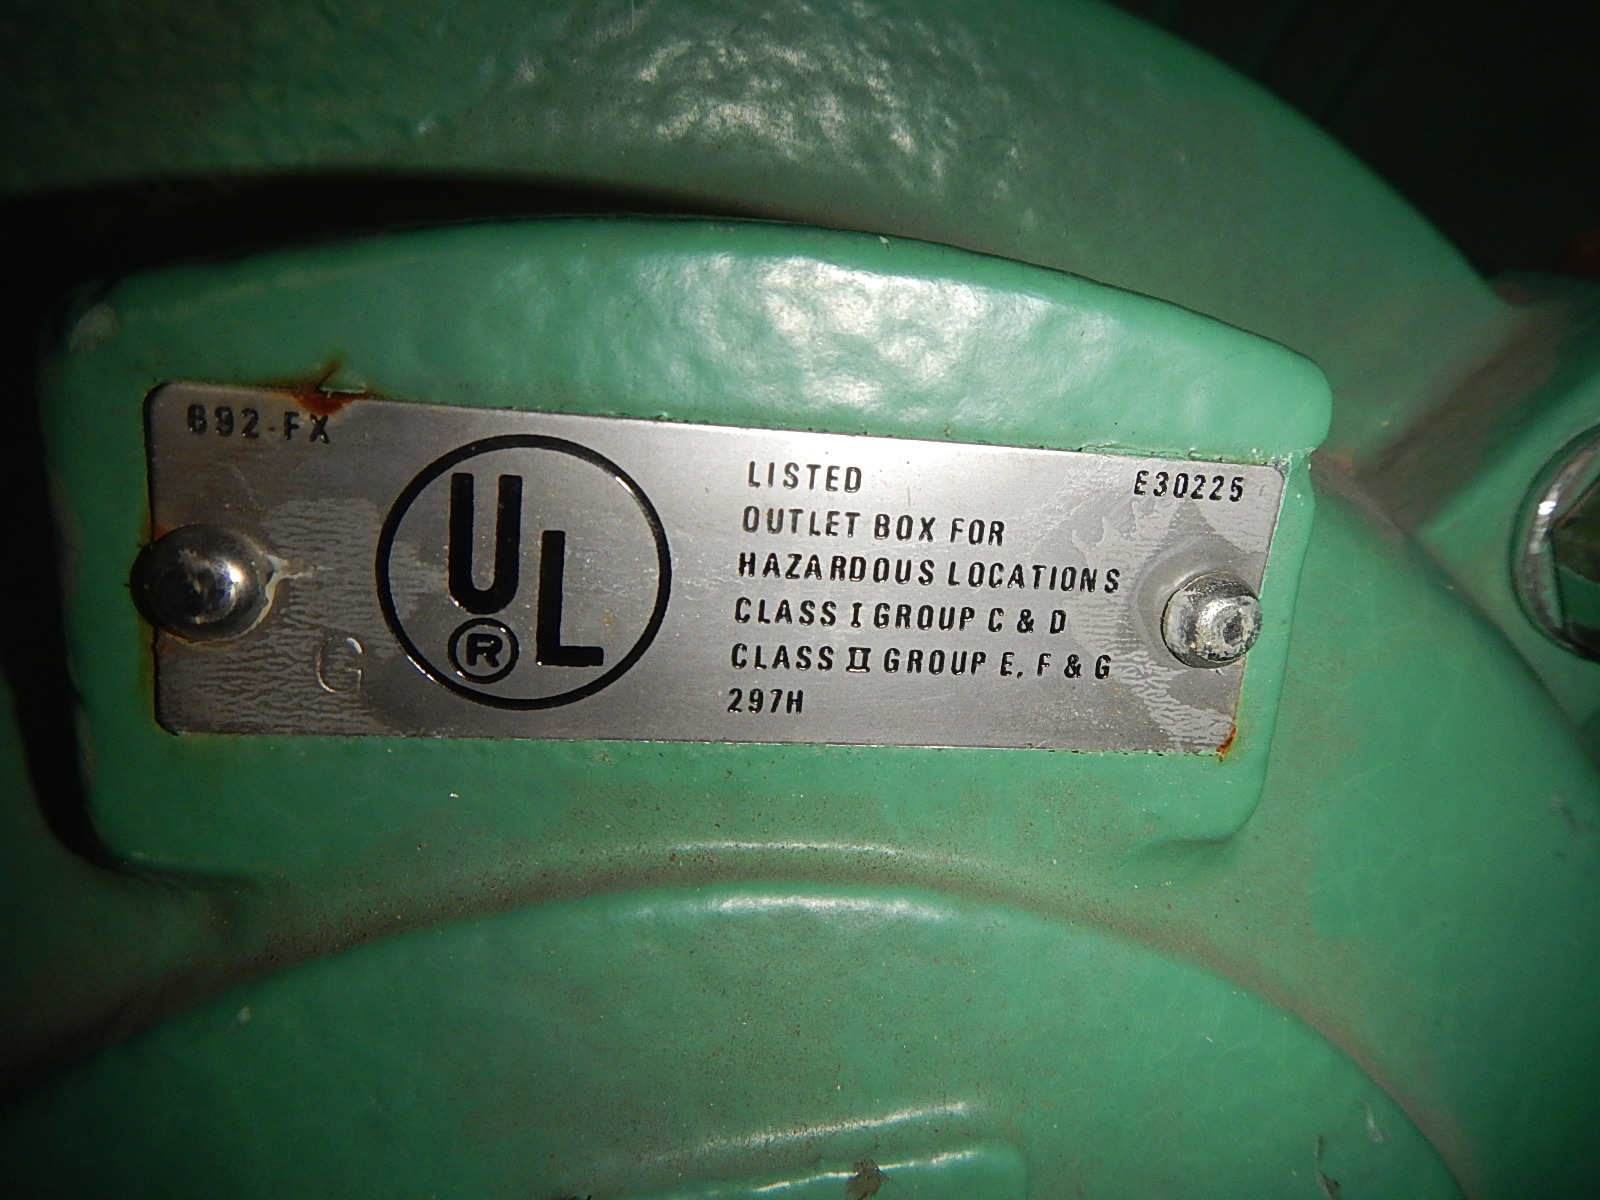 692-FX
UL
®
G
LISTED
E30225
OUTLET BOX FOR
HAZARDOUS LOCATIONS
CLASS I GROUP C & D
CLASS II GROUP E, F & G
297H